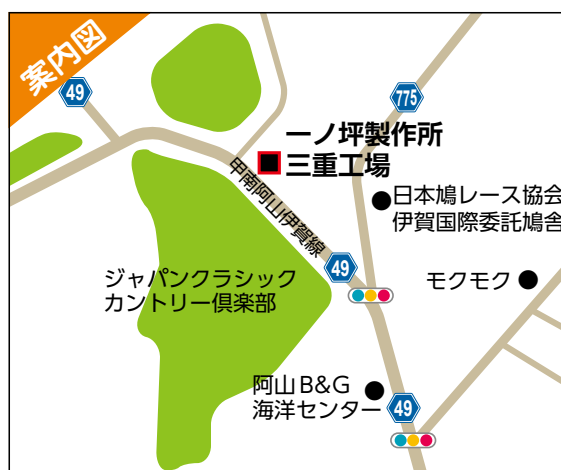 案内図
49
775
一ノ坪製作所
三重工場
甲南阿山伊賀線
日本鳩レース協会
伊賀国際委託鳩舎
49
モクモク
ジャパンクラシック
カントリー倶楽部
阿山B&G
海洋センター
49